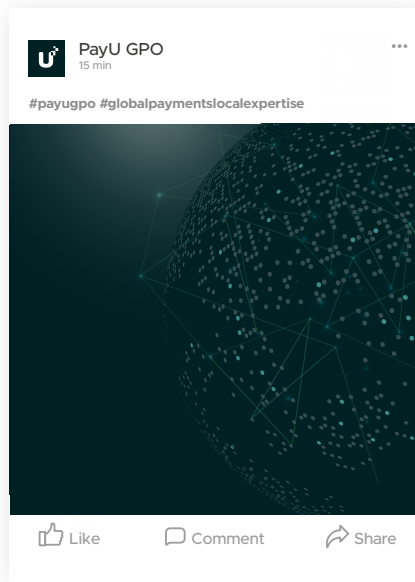 U
PayU GPO
15 min
#payugpo #globalpaymentslocalexpertise
Like
Comment
Share